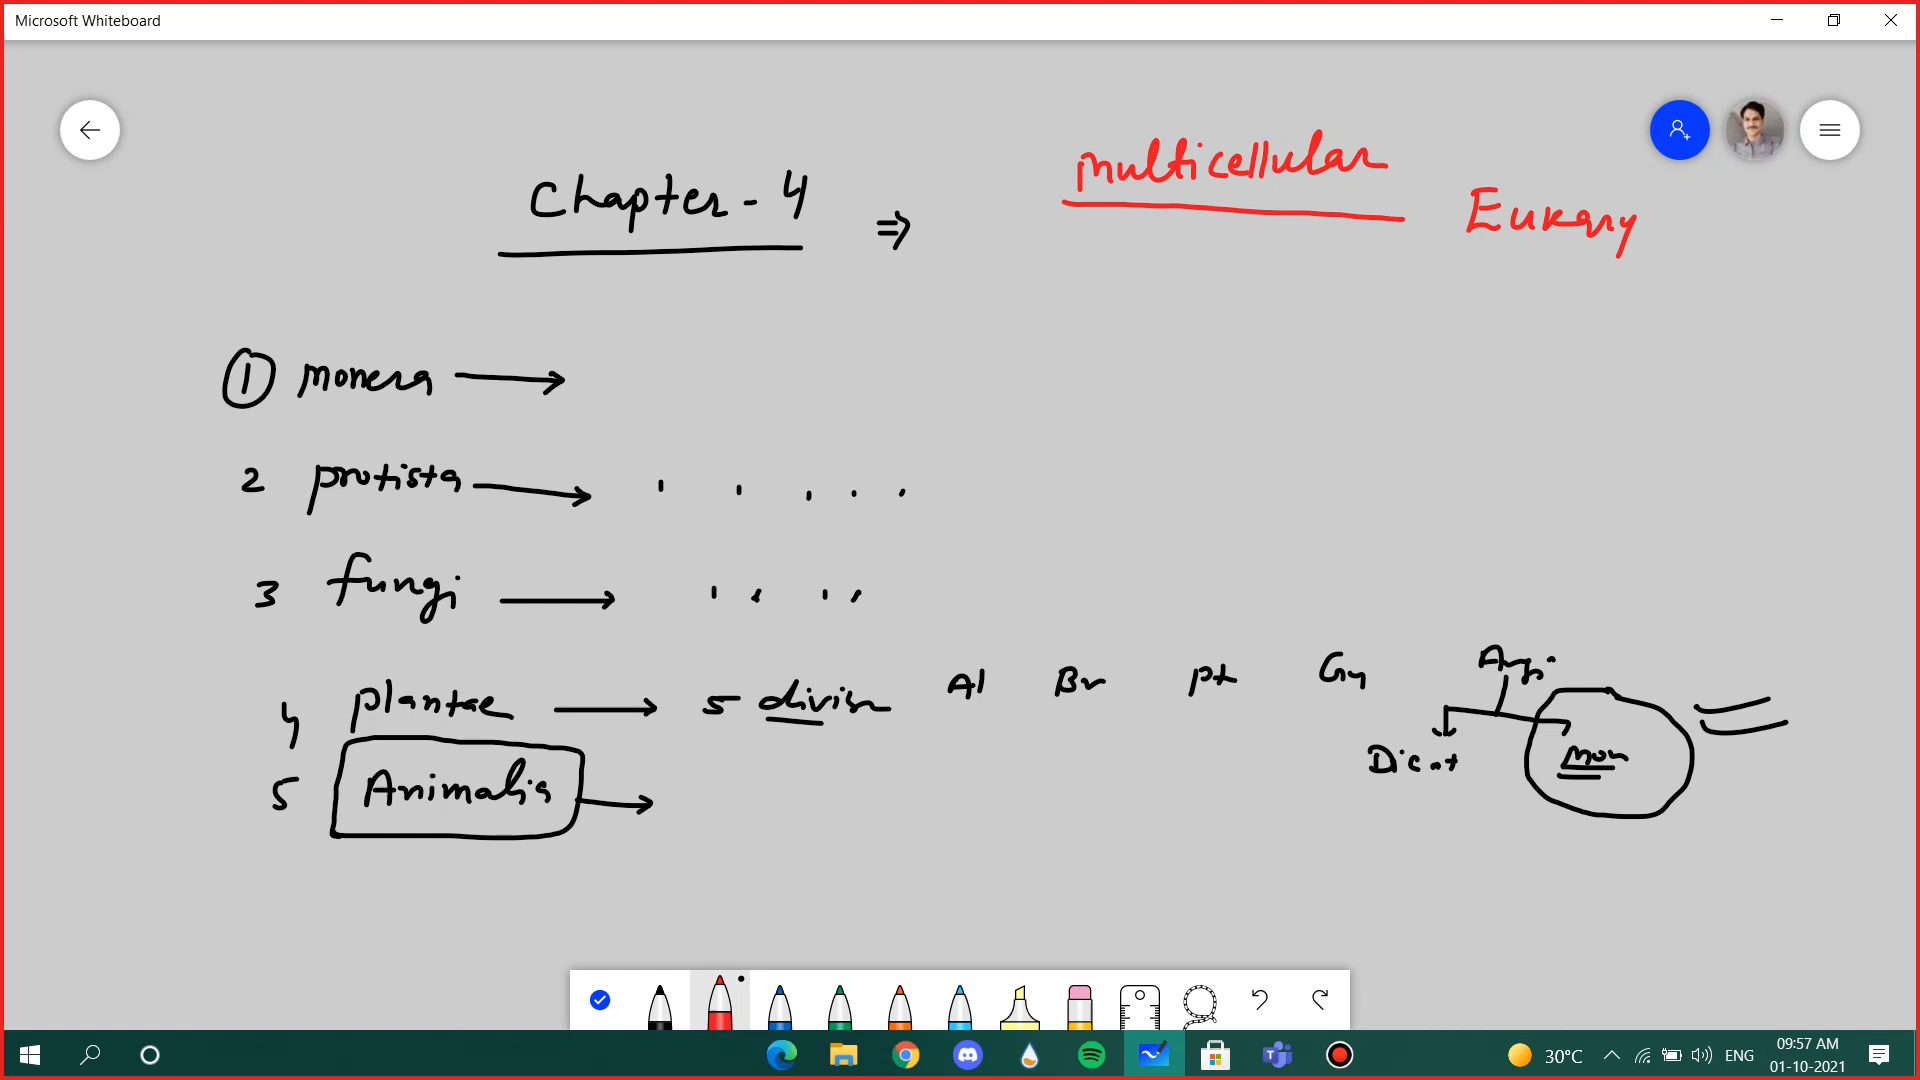 Microsoft Whiteboard
multicellular
Chapter - 4 ⇒
Eukary
1 monera →
2 protista →
3 fungi →
4 plantae → 5 division Al Br Pt Gy Angi
Dicot Mon
5 Animalia →
30°C ENG 09:57 AM
01-10-2021